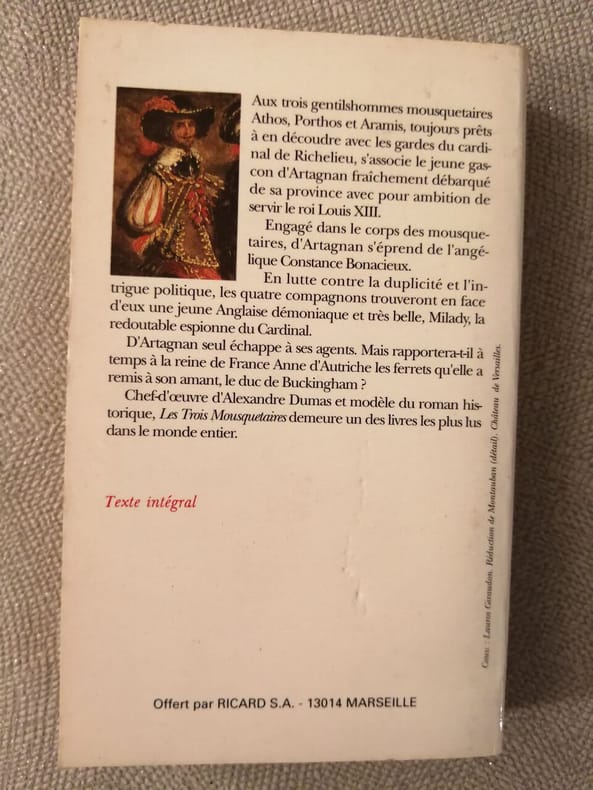 Aux trois gentilshommes mousquetaires
Athos, Porthos et Aramis, toujours prêts
à en découdre avec les gardes du cardi-
nal de Richelieu, s'associe le jeune gas-
con d'Artagnan fraîchement débarqué
de sa province avec pour ambition de
servir le roi Louis XIII.
Engagé dans le corps des mousque-
taires, d'Artagnan s'éprend de l'angé-
lique Constance Bonacieux.
En lutte contre la duplicité et l'in-
trigue politique, les quatre compagnons trouveront en face
d'eux une jeune Anglaise démoniaque et très belle, Milady, la
redoutable espionne du Cardinal.
D'Artagnan seul échappe à ses agents. Mais rapportera-t-il à
temps à la reine de France Anne d'Autriche les ferrets qu'elle a
remis à son amant, le duc de Buckingham ?
Chef-d'œuvre d'Alexandre Dumas et modèle du roman his-
torique, Les Trois Mousquetaires demeure un des livres les plus lus
dans le monde entier.
Texte intégral
Offert par RICARD S.A. - 13014 MARSEILLE
Couv. : Lauros Giraudon. Réduction de Montauban (détail). Château de Versailles.